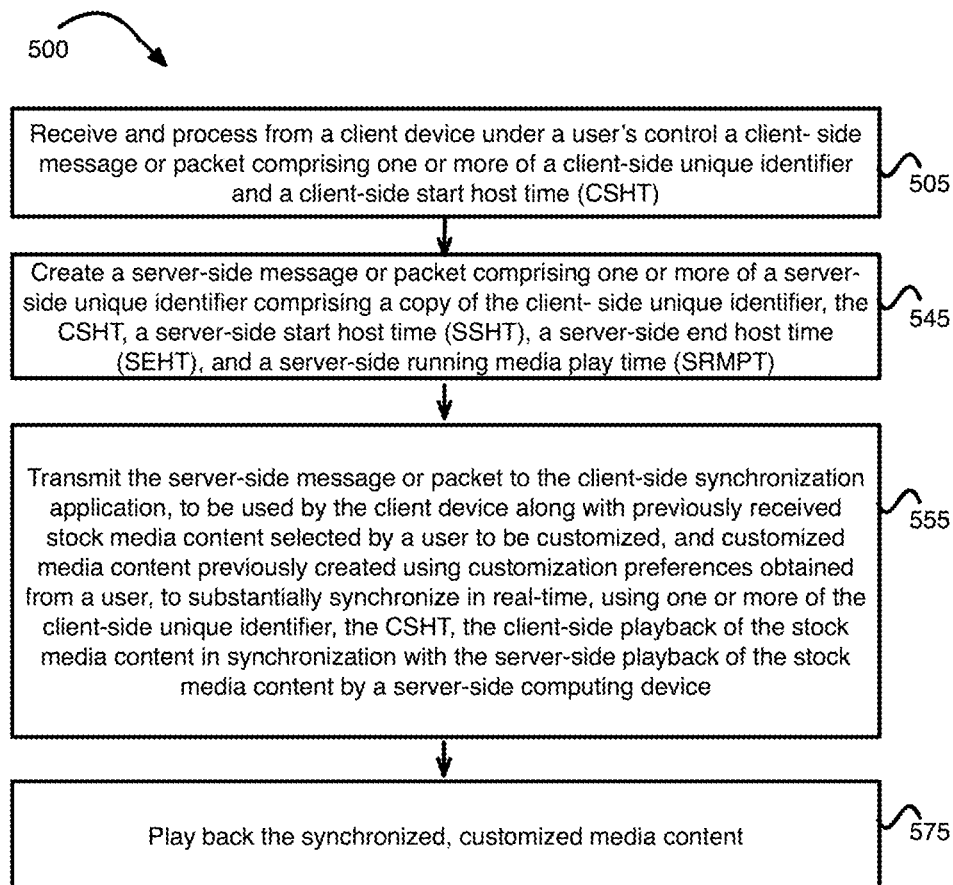 500
Receive and process from a client device under a user's control a client- side
message or packet comprising one or more of a client-side unique identifier
and a client-side start host time (CSHT)
505
Create a server-side message or packet comprising one or more of a server-
side unique identifier comprising a copy of the client- side unique identifier, the
CSHT, a server-side start host time (SSHT), a server-side end host time
(SEHT), and a server-side running media play time (SRMPT)
545
Transmit the server-side message or packet to the client-side synchronization
application, to be used by the client device along with previously received
stock media content selected by a user to be customized, and customized
media content previously created using customization preferences obtained
from a user, to substantially synchronize in real-time, using one or more of the
client-side unique identifier, the CSHT, the client-side playback of the stock
media content in synchronization with the server-side playback of the stock
media content by a server-side computing device
555
Play back the synchronized, customized media content
575